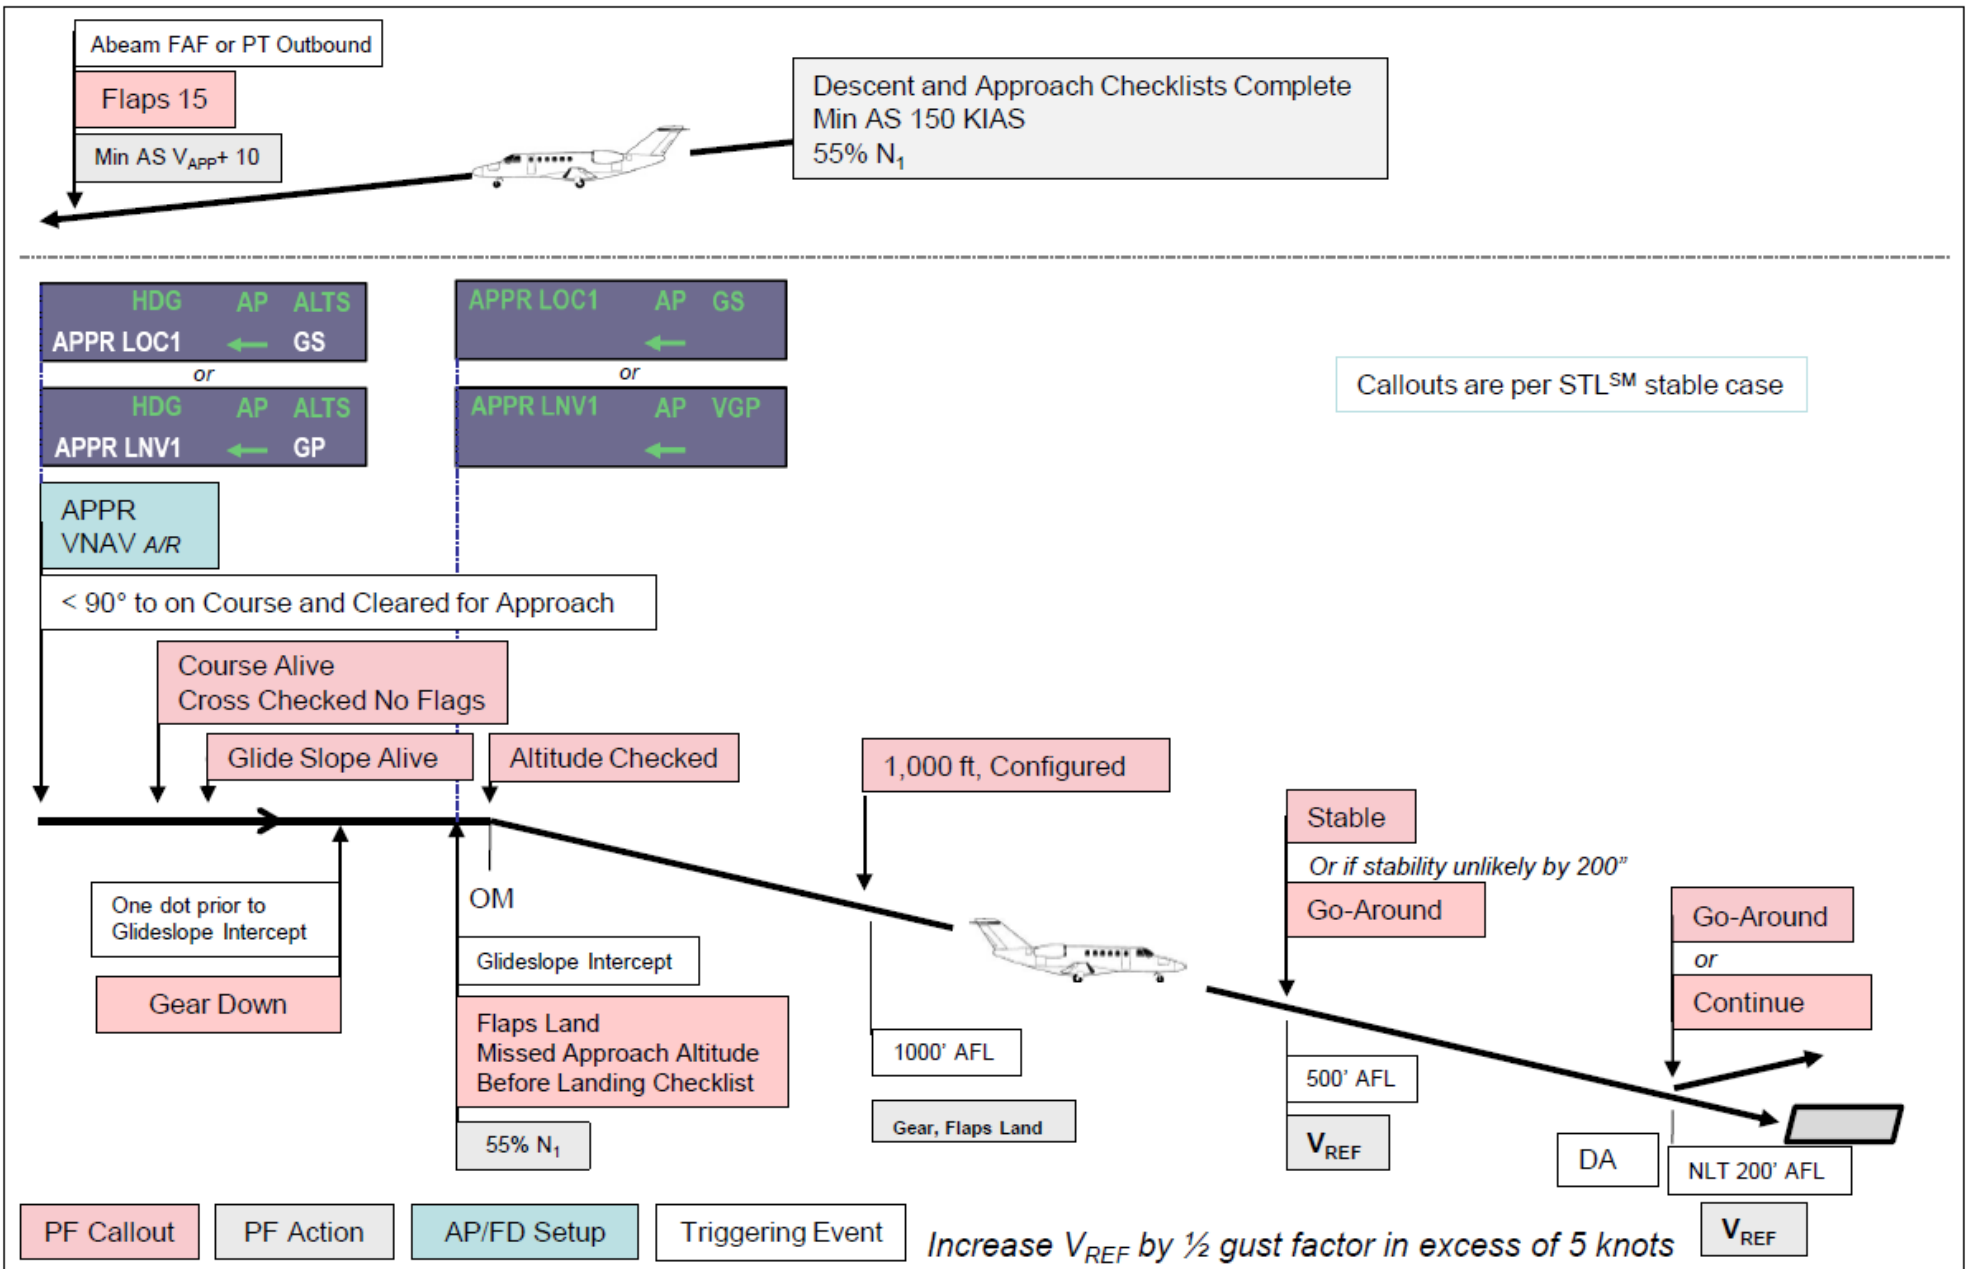 Abeam FAF or PT Outbound
Flaps 15
Min AS VAPP+ 10
Descent and Approach Checklists Complete
Min AS 150 KIAS
55% N1
HDG AP ALTS
APPR LOC1 ← GS
or
HDG AP ALTS
APPR LNV1 ← GP
APPR LOC1 AP GS
←
or
APPR LNV1 AP VGP
←
Callouts are per STLSM stable case
APPR
VNAV A/R
< 90° to on Course and Cleared for Approach
Course Alive
Cross Checked No Flags
Glide Slope Alive
Altitude Checked
1,000 ft, Configured
Stable
Or if stability unlikely by 200”
Go-Around
Go-Around
or
Continue
One dot prior to
Glideslope Intercept
Gear Down
OM
Glideslope Intercept
Flaps Land
Missed Approach Altitude
Before Landing Checklist
55% N1
1000’ AFL
Gear, Flaps Land
500’ AFL
VREF
DA
NLT 200’ AFL
VREF
PF Callout
PF Action
AP/FD Setup
Triggering Event
Increase VREF by ½ gust factor in excess of 5 knots